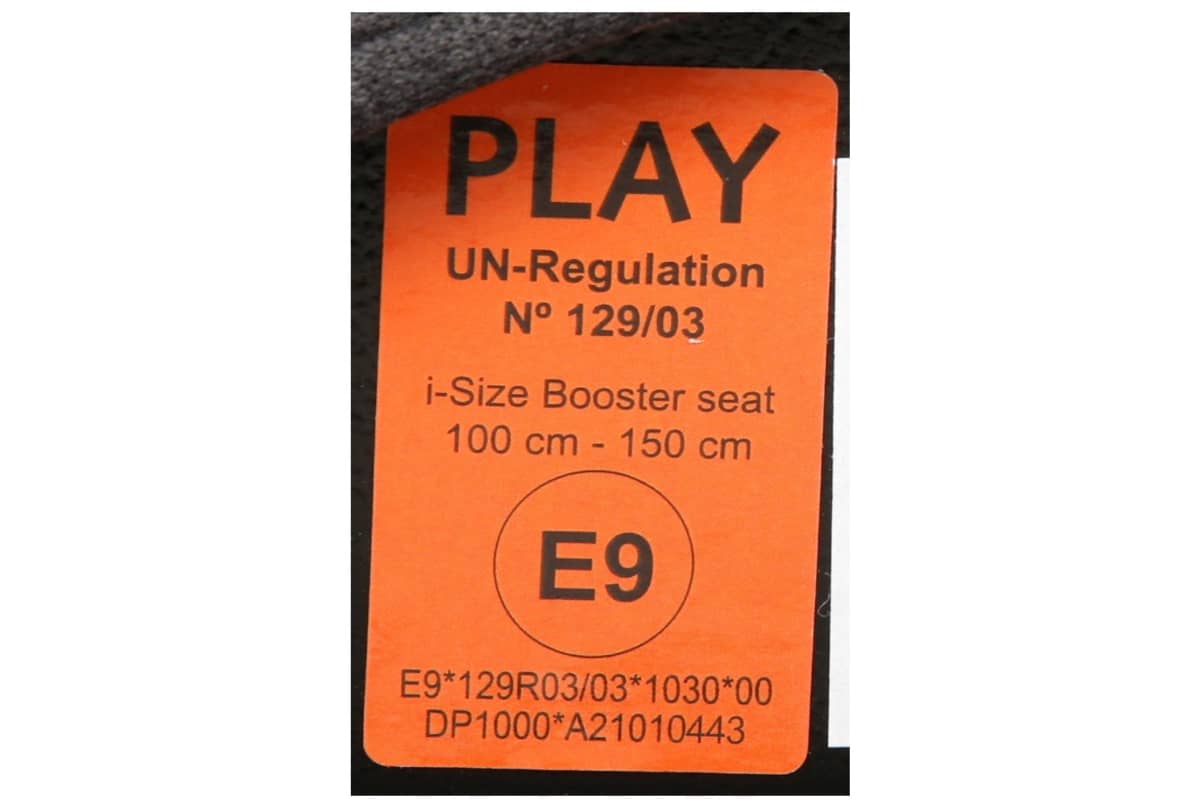 PLAY
UN-Regulation
Nº 129/03
i-Size Booster seat
100 cm - 150 cm
E9
E9*129R03/03*1030*00
DP1000*A21010443